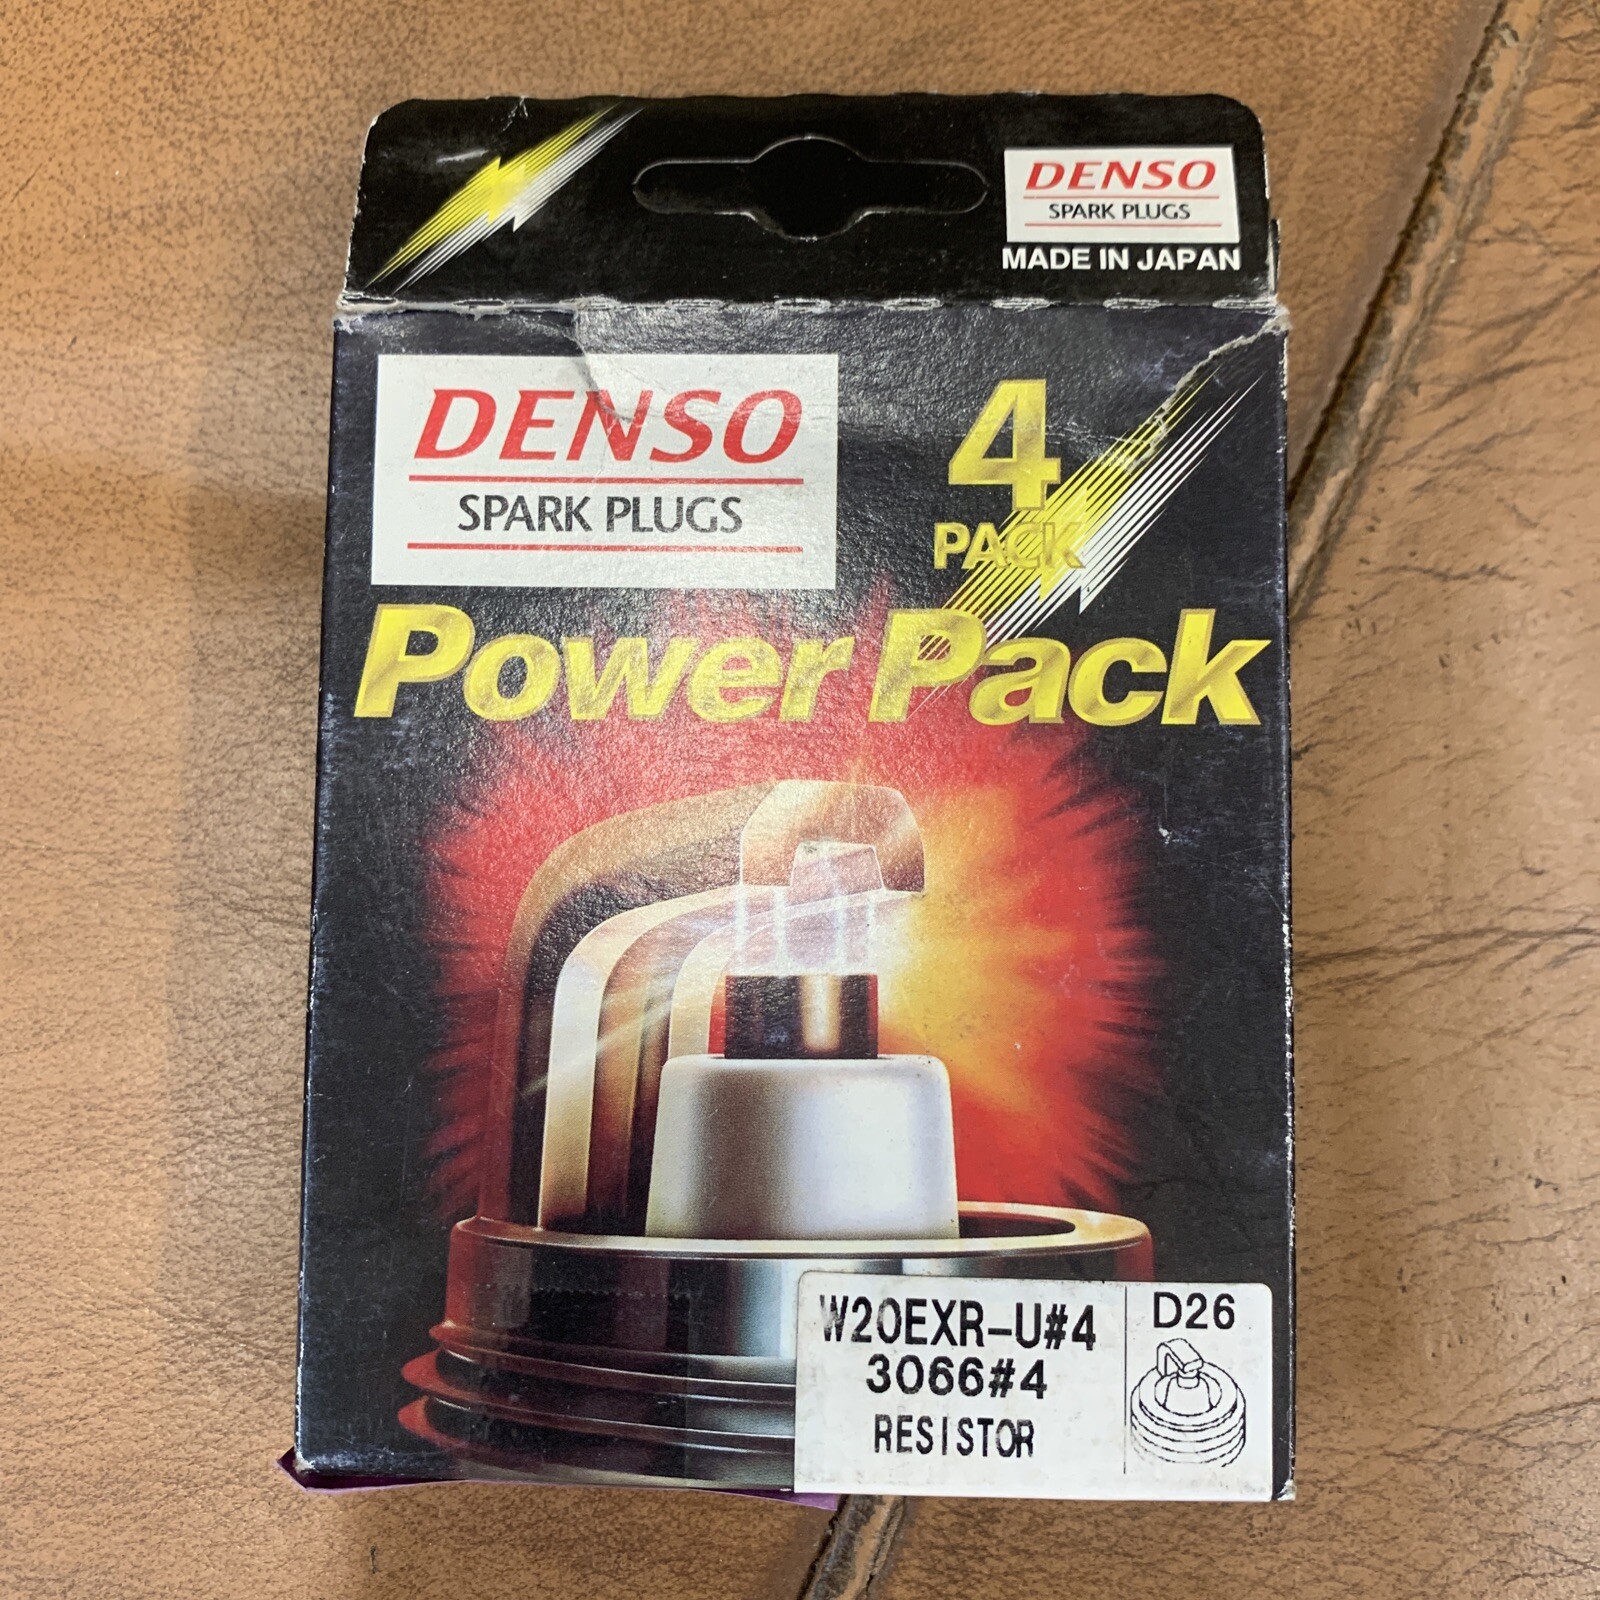 DENSO
SPARK PLUGS
MADE IN JAPAN
DENSO
SPARK PLUGS
4
PACK
Power Pack
W20EXR-U#4
3066#4
RESISTOR
D26